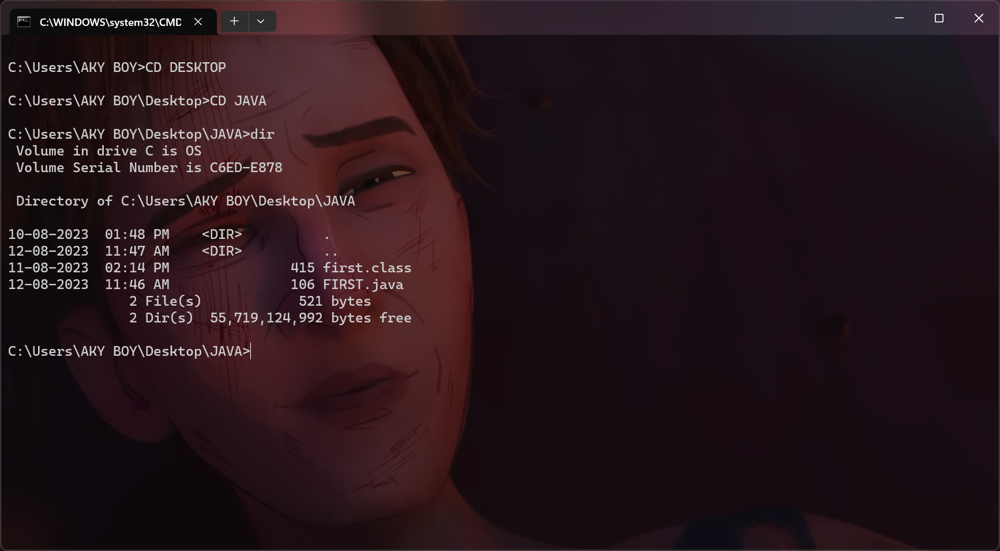 C:\WINDOWS\system32\CMD
C:\Users\AKY BOY>CD DESKTOP
C:\Users\AKY BOY\Desktop>CD JAVA
C:\Users\AKY BOY\Desktop\JAVA>dir
Volume in drive C is OS
Volume Serial Number is C6ED-E878
Directory of C:\Users\AKY BOY\Desktop\JAVA
10-08-2023  01:48 PM    <DIR>          .
12-08-2023  11:47 AM    <DIR>          ..
11-08-2023  02:14 PM               415 first.class
12-08-2023  11:46 AM               106 FIRST.java
2 File(s)            521 bytes
2 Dir(s)  55,719,124,992 bytes free
C:\Users\AKY BOY\Desktop\JAVA>